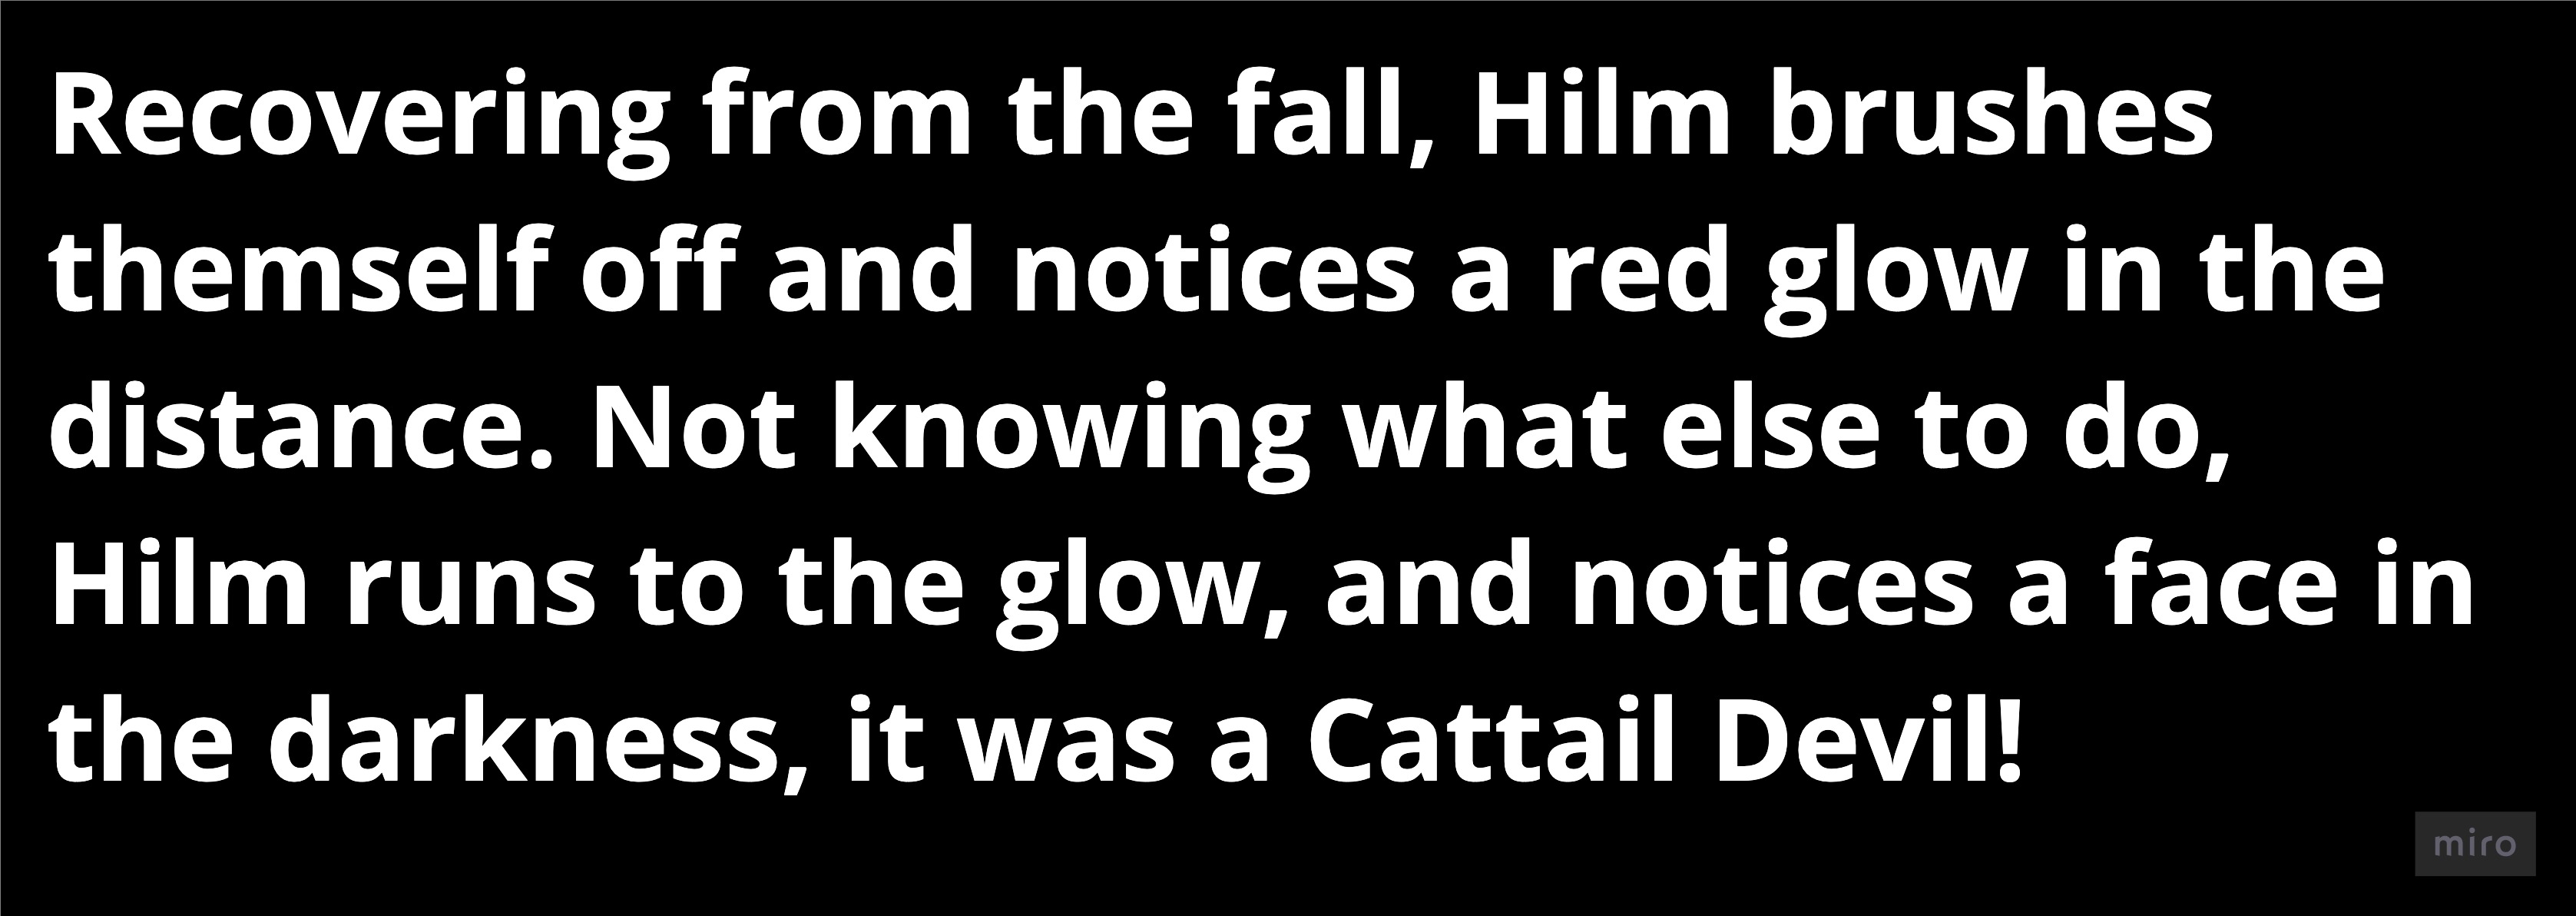 Recovering from the fall, Hilm brushes
themself off and notices a red glow in the
distance. Not knowing what else to do,
Hilm runs to the glow, and notices a face in
the darkness, it was a Cattail Devil!
miro